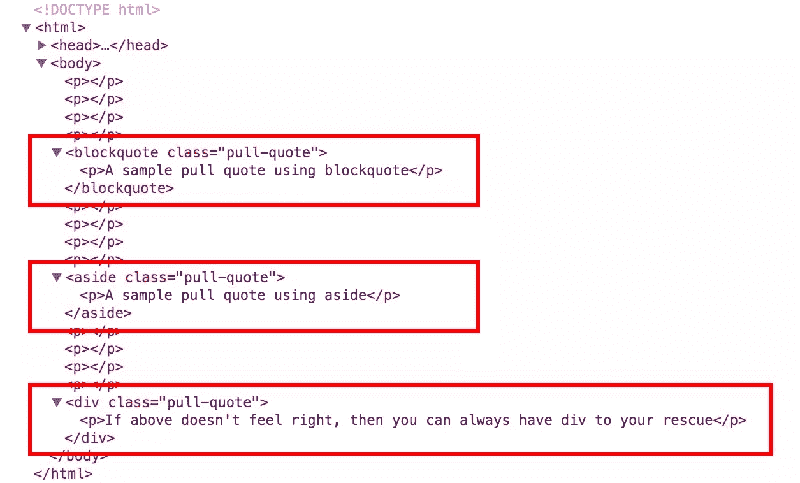 <!DOCTYPE html>
▼<html>
▶<head>…</head>
▼<body>
<p></p>
<p></p>
<p></p>
<p></p>
▼<blockquote class="pull-quote">
<p>A sample pull quote using blockquote</p>
</blockquote>
<p></p>
<p></p>
<p></p>
<p></p>
▼<aside class="pull-quote">
<p>A sample pull quote using aside</p>
</aside>
<p></p>
<p></p>
<p></p>
<p></p>
▼<div class="pull-quote">
<p>If above doesn't feel right, then you can always have div to your rescue</p>
</div>
</body>
</html>